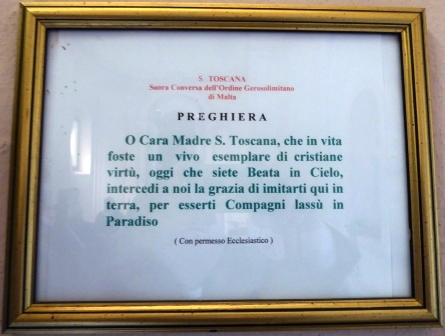 S. TOSCANA
Suora Conversa dell'Ordine Gerosolimitano
di Malta
PREGHIERA
O Cara Madre S. Toscana, che in vita
foste un vivo esemplare di cristiane
virtù, oggi che siete Beata in Cielo,
intercedi a noi la grazia di imitarti qui in
terra, per esserti Compagni lassù in
Paradiso
( Con permesso Ecclesiastico )